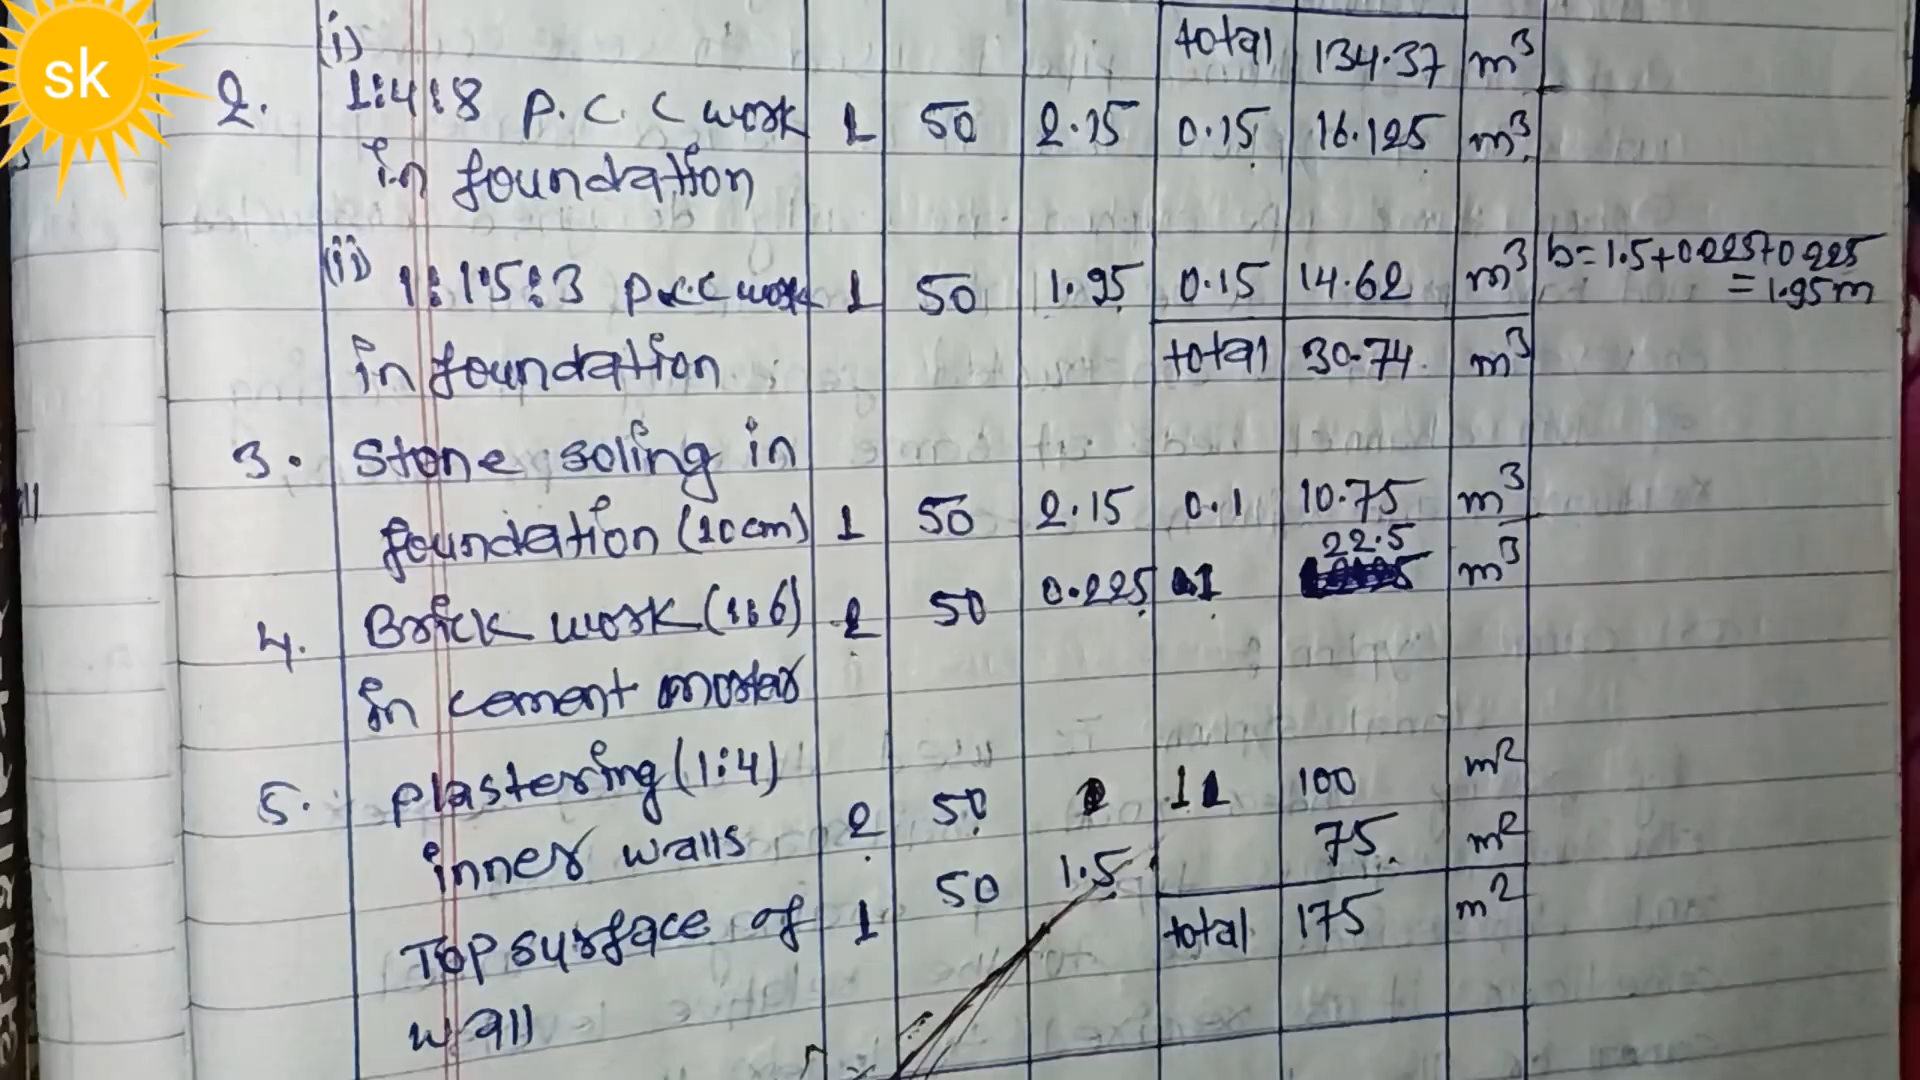 sk
(i) total 134.37 m³
2. 1:4:8 P.C.C work 1 50 2.15 0.15 16.125 m³
in foundation
(ii) 1:1.5:3 P.C.C work 1 50 1.95 0.15 14.62 m³ b=1.5+0.225+0.225
= 1.95m
in foundation total 30.74 m³
3. Stone soling in
foundation (10cm) 1 50 2.15 0.1 10.75 m³
22.5
4. Brick work (1:6) 2 50 0.225 1 m³
in cement mortar
5. plastering (1:4) 2 50 1 100 m²
inner walls 75 m²
Top surface of 1 50 1.5
wall total 175 m²